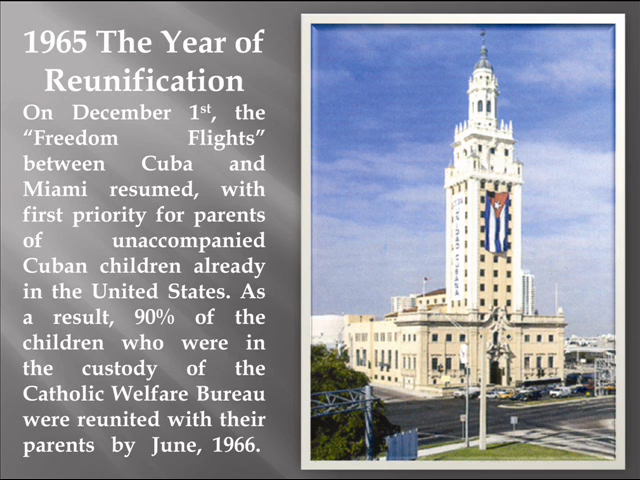 1965 The Year of
Reunification
On December 1st, the
“Freedom Flights”
between Cuba and
Miami resumed, with
first priority for parents
of unaccompanied
Cuban children already
in the United States. As
a result, 90% of the
children who were in
the custody of the
Catholic Welfare Bureau
were reunited with their
parents by June, 1966.